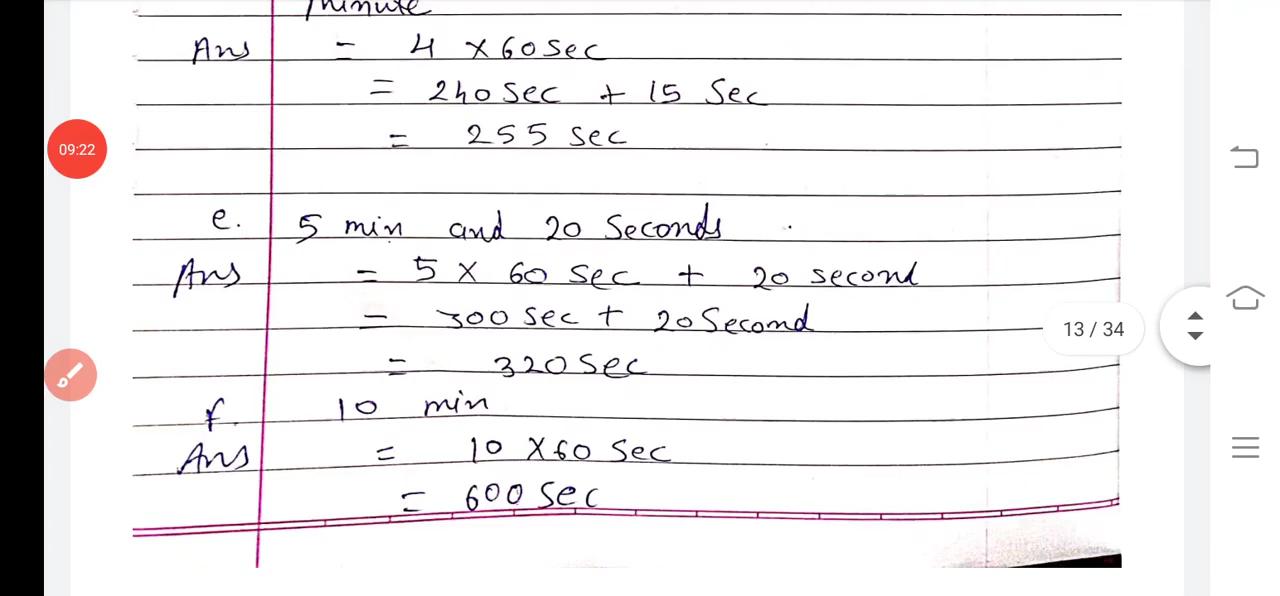 minute
Ans = 4 × 60 sec
= 240 sec + 15 Sec
= 255 sec
09:22
e. 5 min and 20 Seconds
Ans = 5 × 60 sec + 20 second
= 300 sec + 20 Second
13 / 34
= 320 sec
f. 10 min
Ans = 10 × 60 sec
= 600 sec